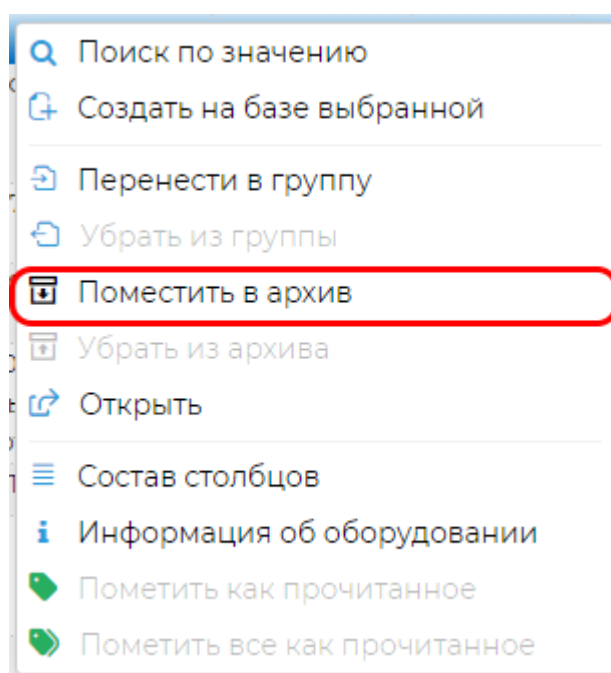 Поиск по значению
Создать на базе выбранной
Перенести в группу
Убрать из группы
Поместить в архив
Убрать из архива
Открыть
Состав столбцов
Информация об оборудовании
Пометить как прочитанное
Пометить все как прочитанное